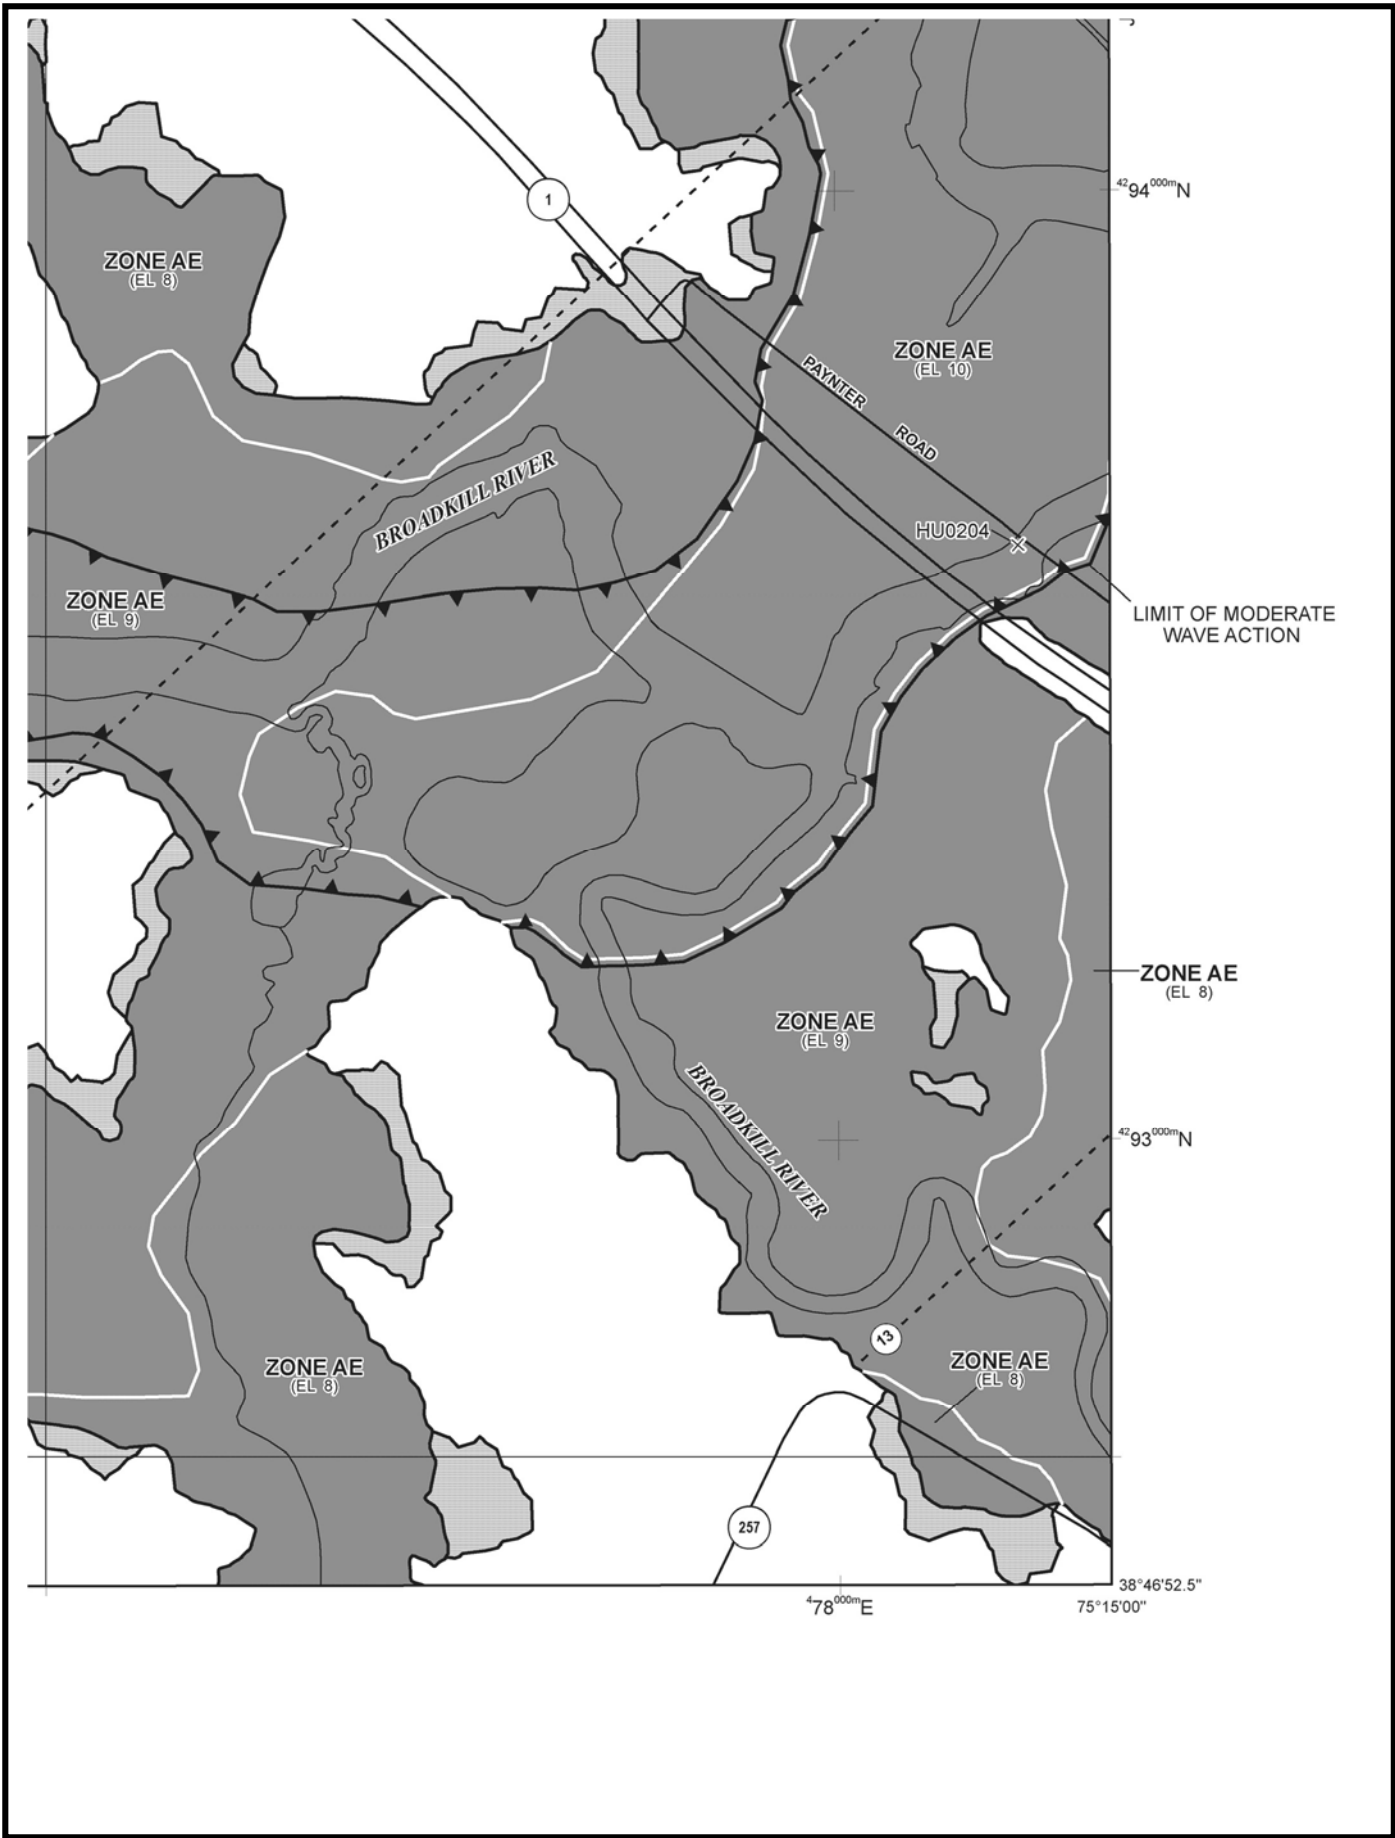 4294000mN
1
ZONE AE
(EL 8)
ZONE AE
(EL 10)
PAYNTER
ROAD
BROADKILL RIVER
HU0204
ZONE AE
(EL 9)
LIMIT OF MODERATE
WAVE ACTION
ZONE AE
(EL 8)
ZONE AE
(EL 9)
BROADKILL RIVER
4293000mN
13
ZONE AE
(EL 8)
ZONE AE
(EL 8)
257
38°46'52.5"
478000mE
75°15'00"